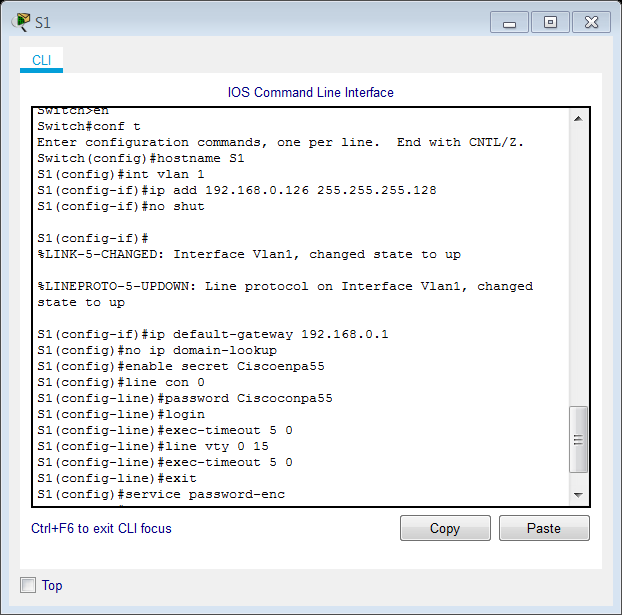 S1
CLI
IOS Command Line Interface
Switch>en
Switch#conf t
Enter configuration commands, one per line.  End with CNTL/Z.
Switch(config)#hostname S1
S1(config)#int vlan 1
S1(config-if)#ip add 192.168.0.126 255.255.255.128
S1(config-if)#no shut
S1(config-if)#
%LINK-5-CHANGED: Interface Vlan1, changed state to up
%LINEPROTO-5-UPDOWN: Line protocol on Interface Vlan1, changed
state to up
S1(config-if)#ip default-gateway 192.168.0.1
S1(config)#no ip domain-lookup
S1(config)#enable secret Ciscoenpa55
S1(config)#line con 0
S1(config-line)#password Ciscoconpa55
S1(config-line)#login
S1(config-line)#exec-timeout 5 0
S1(config-line)#line vty 0 15
S1(config-line)#exec-timeout 5 0
S1(config-line)#exit
S1(config)#service password-enc
Ctrl+F6 to exit CLI focus
Copy
Paste
Top